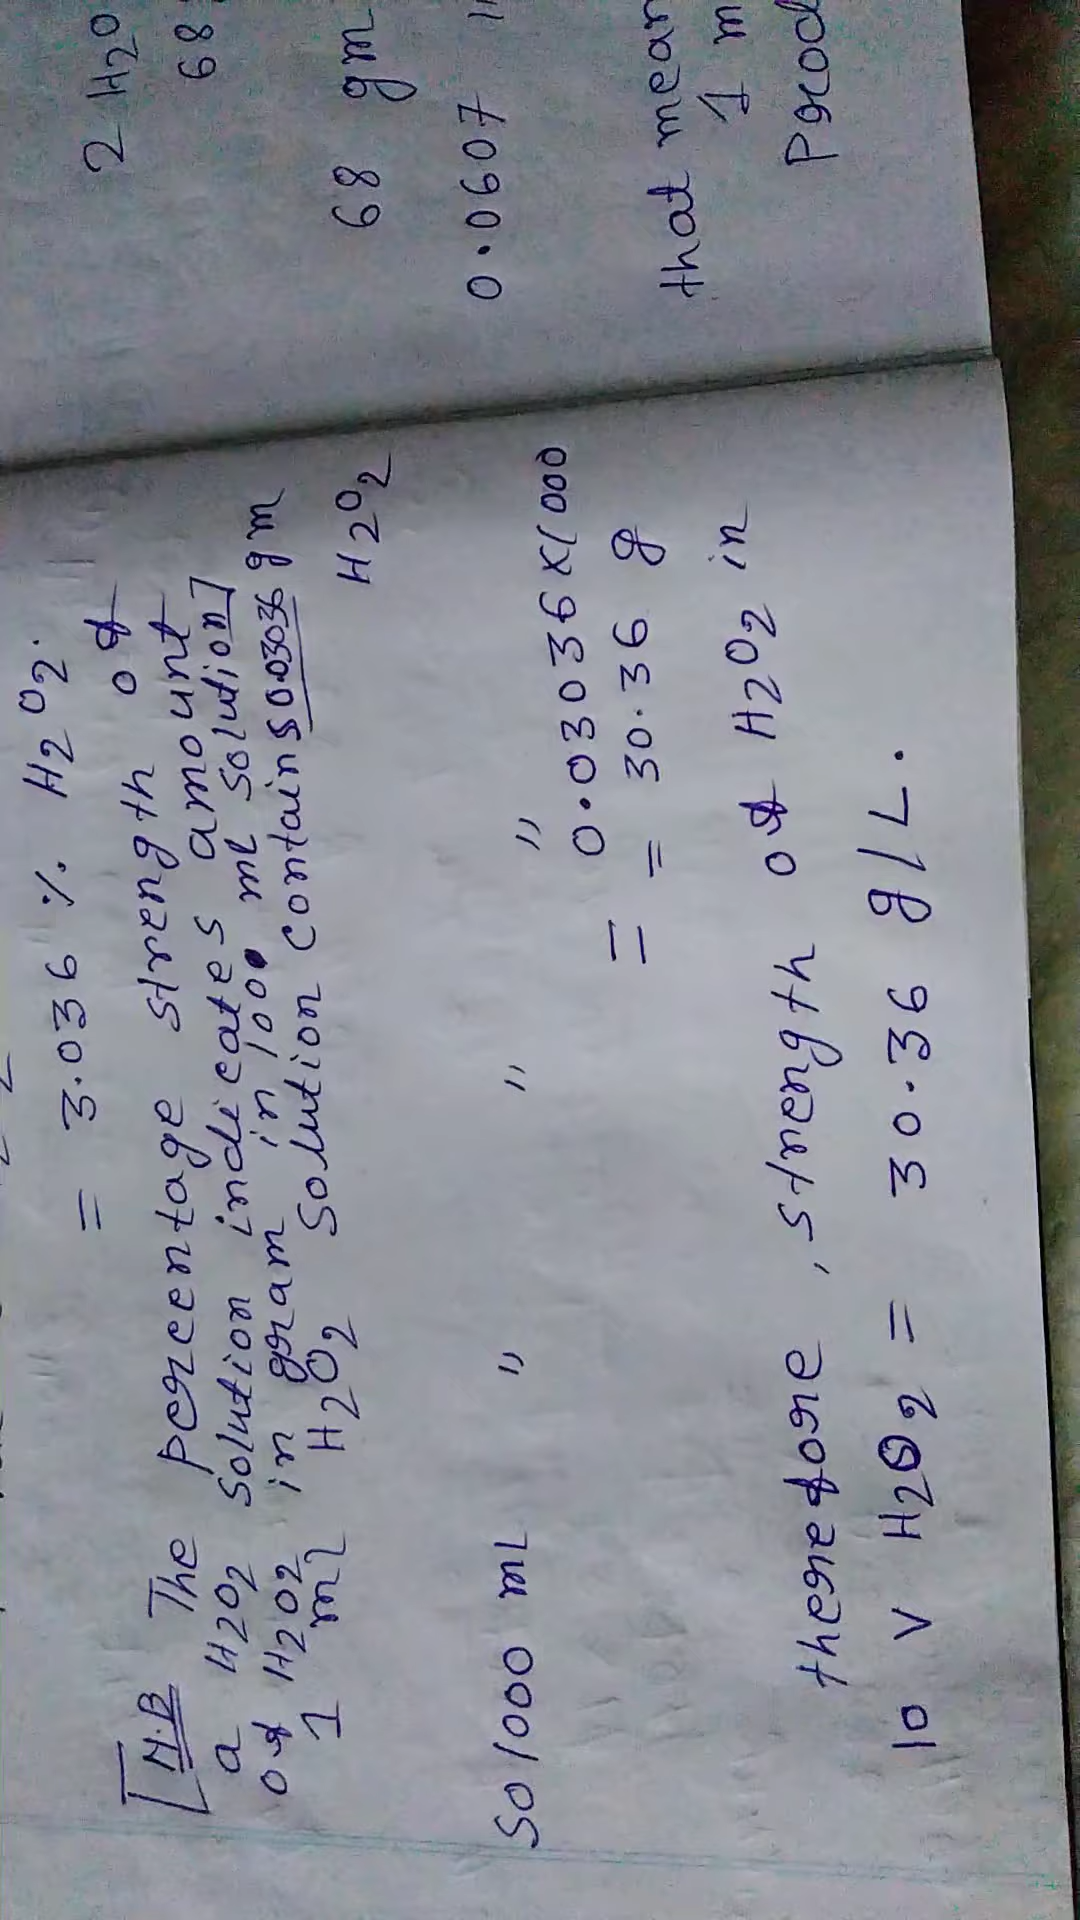 = 3.036 %. H2O2.
[N.B The percentage strength of
a H2O2 solution indicates amount
of H2O2 in gram in 100 ml solution]
1 ml H2O2 solution contains 0.03036 gm
H2O2
So 1000 mL " " "
= 0.03036 x 1000
= 30.36 g
therefore, strength of H2O2 in
10 V H2O2 = 30.36 g/L.
2 H2O
68
68 gm
0.0607 "
that mean
1 m
Prod